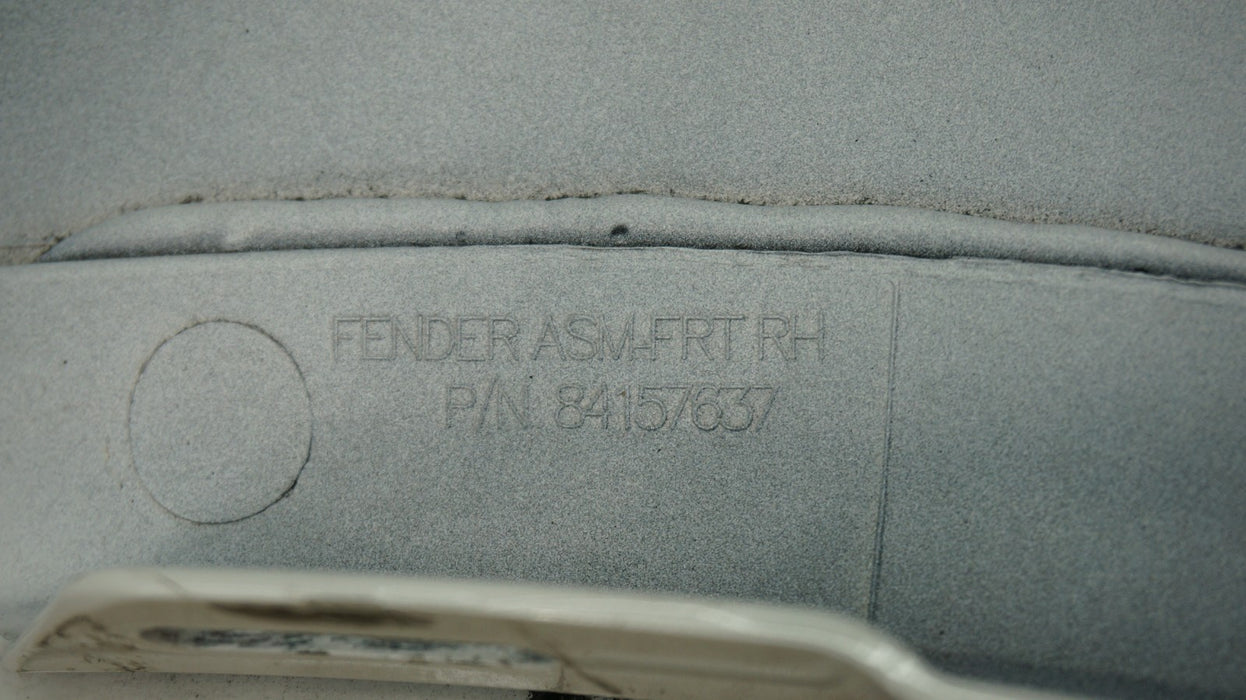 FENDER ASM-FRT RH
P/N 84157637